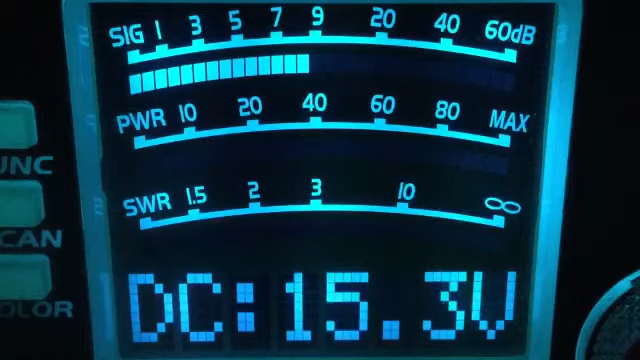 SIG 1 3 5 7 9 20 40 60dB
PWR 10 20 40 60 80 MAX
UNC
SWR 1.5 2 3 10 ∞
CAN
DC:15.3V
OLOR